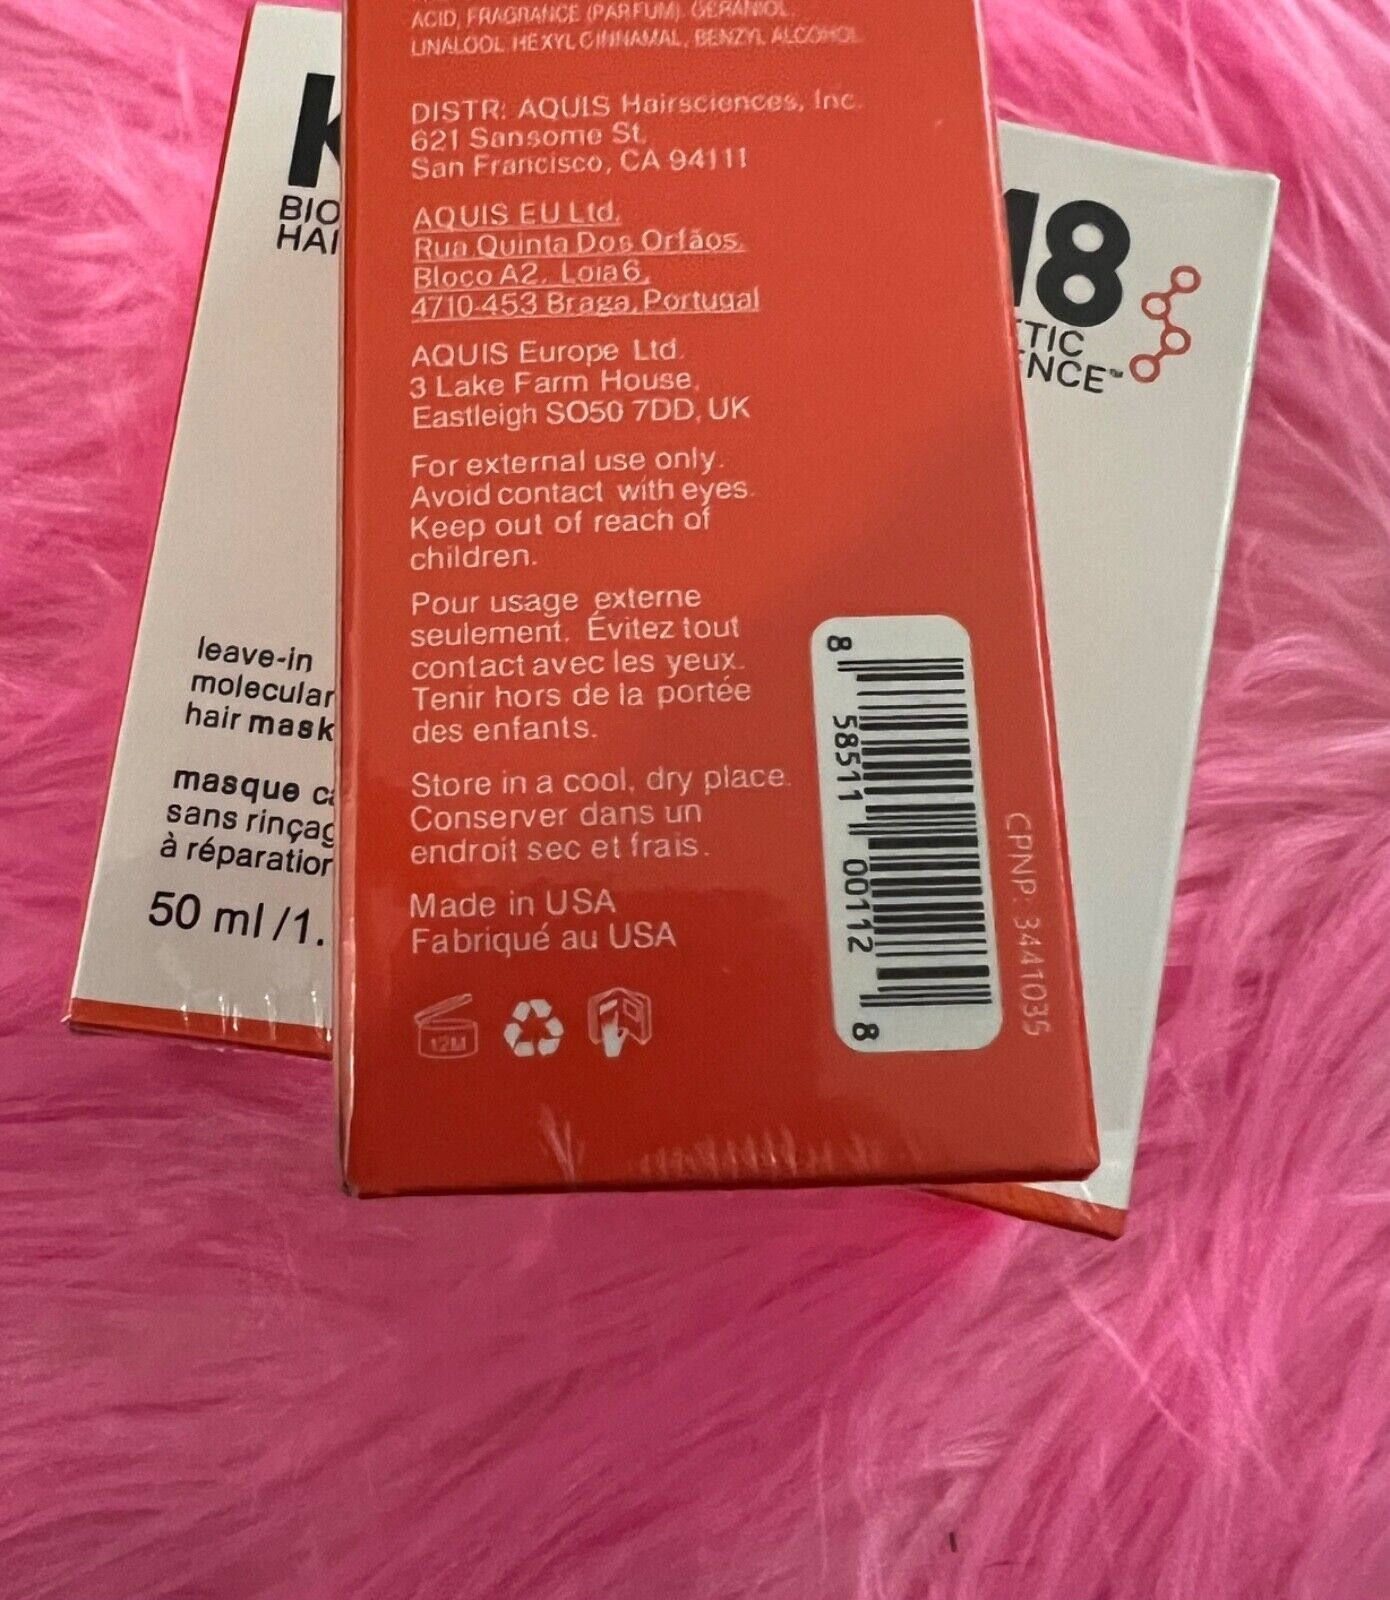 ACID, FRAGRANCE (PARFUM), GERANIOL,
LINALOOL, HEXYL CINNAMAL, BENZYL ALCOHOL
DISTR: AQUIS Hairsciences, Inc.
621 Sansome St,
San Francisco, CA 94111
AQUIS EU Ltd.
Rua Quinta Dos Orfãos,
Bloco A2, Loja 6,
4710-453 Braga, Portugal
AQUIS Europe Ltd.
3 Lake Farm House,
Eastleigh SO50 7DD, UK
For external use only.
Avoid contact with eyes.
Keep out of reach of
children.
Pour usage externe
seulement. Évitez tout
contact avec les yeux.
Tenir hors de la portée
des enfants.
Store in a cool, dry place.
Conserver dans un
endroit sec et frais.
Made in USA
Fabriqué au USA
12M
8 58511 00112 8
CPNP: 3441035
K
BIO
HAI
leave-in
molecular
hair mask
masque ca
sans rinçag
à réparation
50 ml /1.
18
ETIC
ENCE™